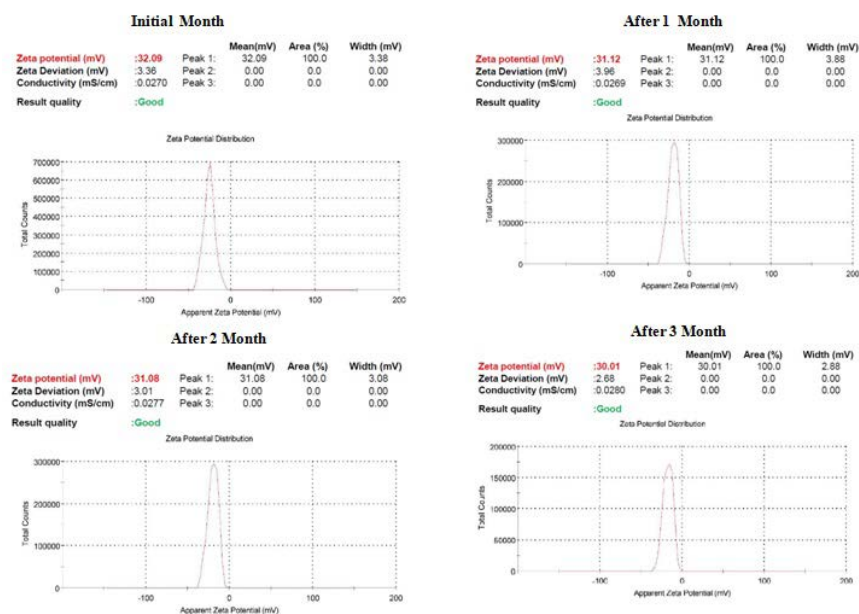 Initial Month
Mean(mV) Area (%) Width (mV)
Zeta potential (mV) :32.09 Peak 1: 32.09 100.0 3.38
Zeta Deviation (mV) :3.36 Peak 2: 0.00 0.0 0.00
Conductivity (mS/cm) :0.0270 Peak 3: 0.00 0.0 0.00
Result quality :Good
Zeta Potential Distribution
700000
600000
500000
400000
300000
200000
100000
0
Total Counts
-100 0 100 200
Apparent Zeta Potential (mV)
After 1 Month
Mean(mV) Area (%) Width (mV)
Zeta potential (mV) :31.12 Peak 1: 31.12 100.0 3.88
Zeta Deviation (mV) :3.96 Peak 2: 0.00 0.0 0.00
Conductivity (mS/cm) :0.0269 Peak 3: 0.00 0.0 0.00
Result quality :Good
Zeta Potential Distribution
300000
200000
100000
0
Total Counts
-100 0 100 200
Apparent Zeta Potential (mV)
After 2 Month
Mean(mV) Area (%) Width (mV)
Zeta potential (mV) :31.08 Peak 1: 31.08 100.0 3.08
Zeta Deviation (mV) :3.01 Peak 2: 0.00 0.0 0.00
Conductivity (mS/cm) :0.0277 Peak 3: 0.00 0.0 0.00
Result quality :Good
Zeta Potential Distribution
300000
200000
100000
0
Total Counts
-100 0 100 200
Apparent Zeta Potential (mV)
After 3 Month
Mean(mV) Area (%) Width (mV)
Zeta potential (mV) :30.01 Peak 1: 30.01 100.0 2.88
Zeta Deviation (mV) :2.68 Peak 2: 0.00 0.0 0.00
Conductivity (mS/cm) :0.0280 Peak 3: 0.00 0.0 0.00
Result quality :Good
Zeta Potential Distribution
200000
150000
100000
50000
0
Total Counts
-100 0 100 200
Apparent Zeta Potential (mV)